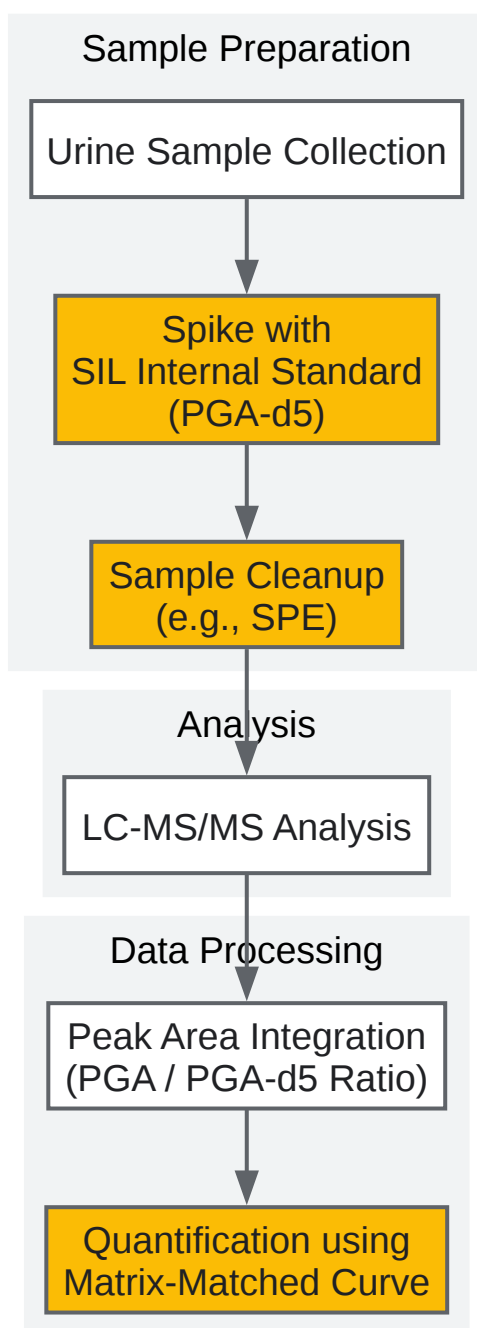 Sample Preparation
Urine Sample Collection
Spike with
SIL Internal Standard
(PGA-d5)
Sample Cleanup
(e.g., SPE)
Analysis
LC-MS/MS Analysis
Data Processing
Peak Area Integration
(PGA / PGA-d5 Ratio)
Quantification using
Matrix-Matched Curve